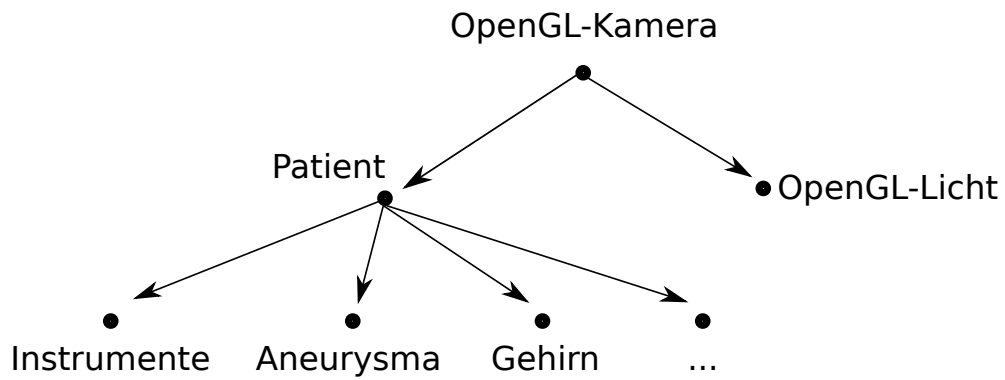 OpenGL-Kamera
Patient
OpenGL-Licht
Instrumente
Aneurysma
Gehirn
...